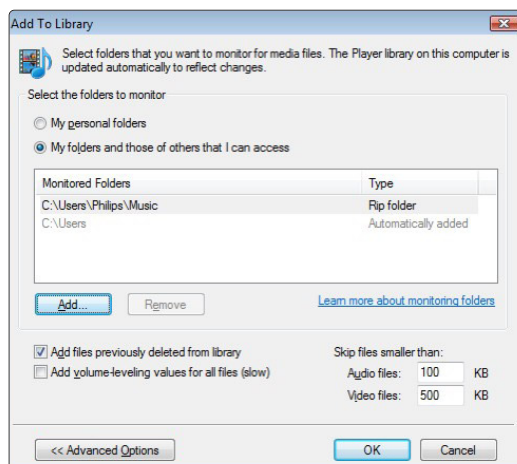 Add To Library
Select folders that you want to monitor for media files. The Player library on this computer is
updated automatically to reflect changes.
Select the folders to monitor
My personal folders
My folders and those of others that I can access
Monitored Folders Type
C:\Users\Philips\Music Rip folder
C:\Users Automatically added
Add... Remove Learn more about monitoring folders
Add files previously deleted from library Skip files smaller than:
Add volume-leveling values for all files (slow) Audio files: 100 KB
Video files: 500 KB
<< Advanced Options OK Cancel